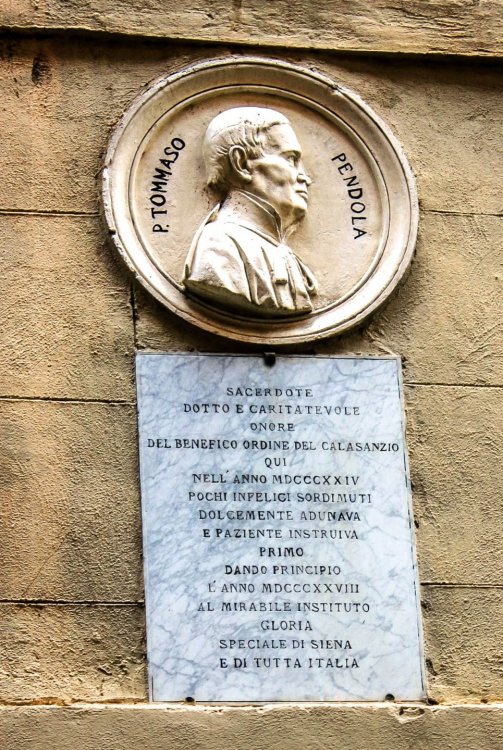 P. TOMMASO PENDOLA
SACERDOTE
DOTTO E CARITATEVOLE
ONORE
DEL BENEFICO ORDINE DEL CALASANZIO
QUI
NELL'ANNO MDCCCXXIV
POCHI INFELICI SORDIMUTI
DOLCEMENTE ADUNAVA
E PAZIENTE INSTRUIVA
PRIMO
DANDO PRINCIPIO
L'ANNO MDCCCXXVIII
AL MIRABILE INSTITUTO
GLORIA
SPECIALE DI SIENA
E DI TUTTA ITALIA